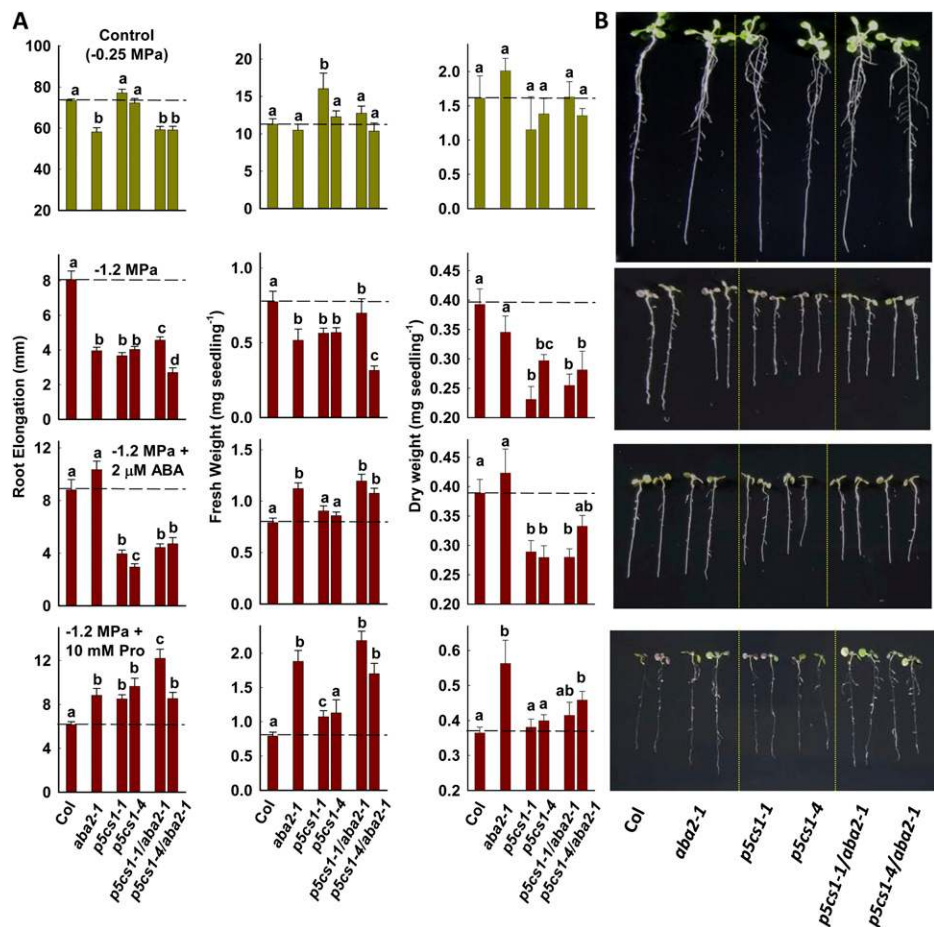 A
B
Control
(-0.25 MPa)
100
80
60
40
20
a
b
a
a
b
b
20
15
10
5
0
a
a
b
a
a
a
2.0
1.5
1.0
0.5
0.0
a
a
a
a
a
a
-1.2 MPa
8
6
4
2
0
a
b
b
b
c
d
1.0
0.5
0.0
a
b
b
b
b
c
0.40
0.35
0.30
0.25
0.20
a
a
b
bc
b
b
Root Elongation (mm)
Fresh Weight (mg seedling-1)
Dry weight (mg seedling-1)
-1.2 MPa +
2 μM ABA
12
9
6
3
0
a
a
b
c
b
b
1.5
1.0
0.5
0.0
a
b
a
a
b
b
0.50
0.45
0.40
0.35
0.30
0.25
0.20
a
a
b
b
b
ab
-1.2 MPa +
10 mM Pro
12
9
6
3
0
a
b
b
b
c
b
2.0
1.5
1.0
0.5
0.0
a
b
c
a
b
b
0.6
0.5
0.4
0.3
0.2
a
b
a
a
ab
b
Col
aba2-1
p5cs1-1
p5cs1-4
p5cs1-1/aba2-1
p5cs1-4/aba2-1
Col
aba2-1
p5cs1-1
p5cs1-4
p5cs1-1/aba2-1
p5cs1-4/aba2-1
Col
aba2-1
p5cs1-1
p5cs1-4
p5cs1-1/aba2-1
p5cs1-4/aba2-1
Col
aba2-1
p5cs1-1
p5cs1-4
p5cs1-1/aba2-1
p5cs1-4/aba2-1